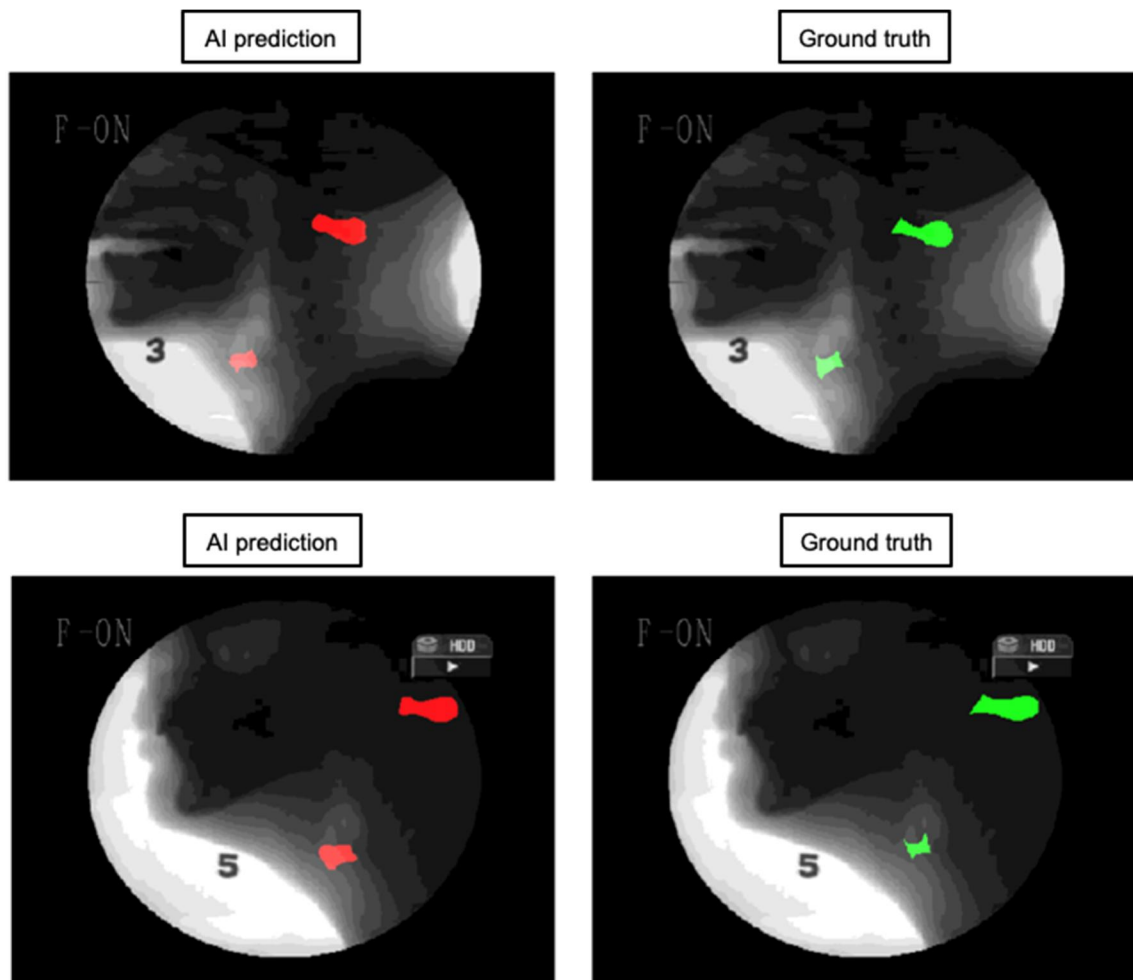 AI prediction
Ground truth
F-ON
F-ON
3
3
AI prediction
Ground truth
F-ON
HDD
F-ON
HDD
5
5